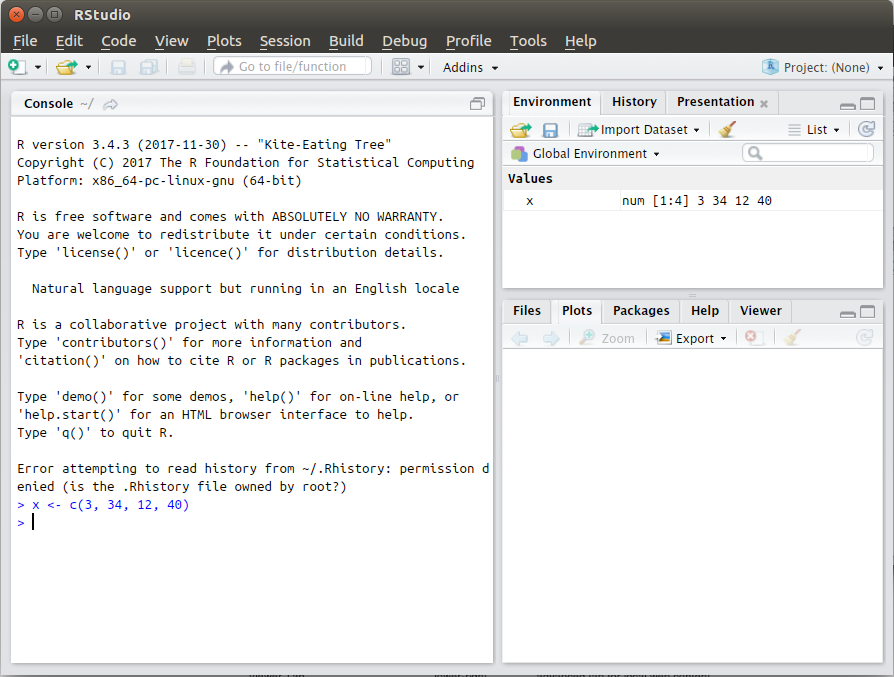 RStudio
File Edit Code View Plots Session Build Debug Profile Tools Help
Go to file/function Addins Project: (None)
Console ~/
R version 3.4.3 (2017-11-30) -- "Kite-Eating Tree"
Copyright (C) 2017 The R Foundation for Statistical Computing
Platform: x86_64-pc-linux-gnu (64-bit)
R is free software and comes with ABSOLUTELY NO WARRANTY.
You are welcome to redistribute it under certain conditions.
Type 'license()' or 'licence()' for distribution details.
Natural language support but running in an English locale
R is a collaborative project with many contributors.
Type 'contributors()' for more information and
'citation()' on how to cite R or R packages in publications.
Type 'demo()' for some demos, 'help()' for on-line help, or
'help.start()' for an HTML browser interface to help.
Type 'q()' to quit R.
Error attempting to read history from ~/.Rhistory: permission d
enied (is the .Rhistory file owned by root?)
> x <- c(3, 34, 12, 40)
>
Environment History Presentation
Import Dataset List
Global Environment
Values
x num [1:4] 3 34 12 40
Files Plots Packages Help Viewer
Zoom Export